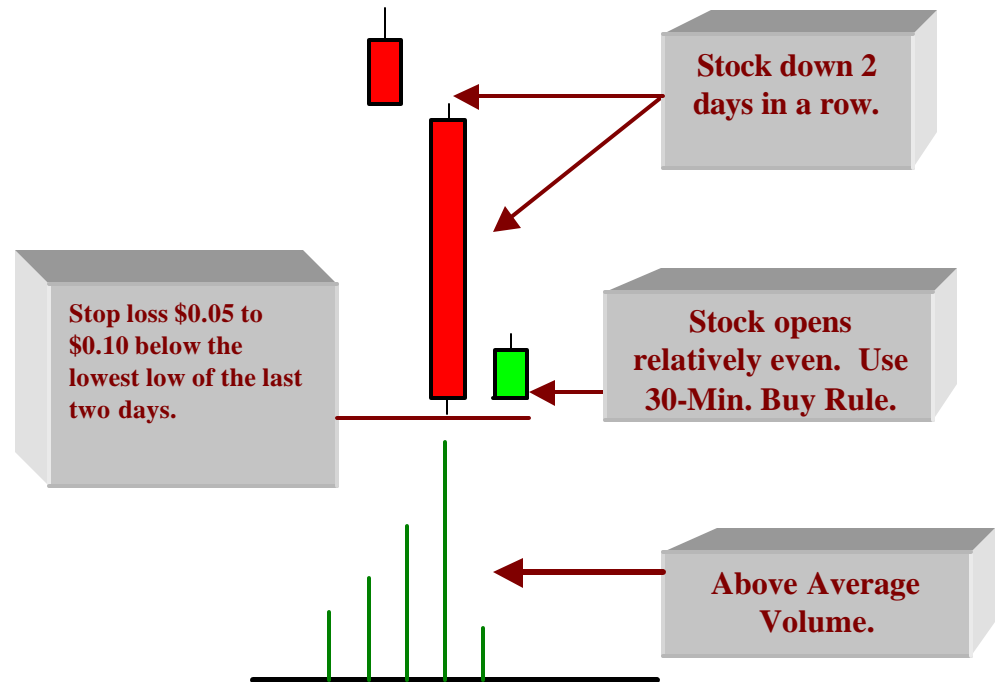 Stock down 2
days in a row.
Stop loss $0.05 to
$0.10 below the
lowest low of the last
two days.
Stock opens
relatively even. Use
30-Min. Buy Rule.
Above Average
Volume.